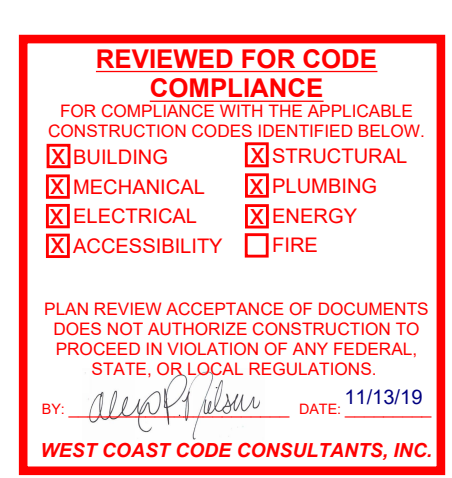 REVIEWED FOR CODE
COMPLIANCE
FOR COMPLIANCE WITH THE APPLICABLE
CONSTRUCTION CODES IDENTIFIED BELOW.
X BUILDING X STRUCTURAL
X MECHANICAL X PLUMBING
X ELECTRICAL X ENERGY
X ACCESSIBILITY FIRE
PLAN REVIEW ACCEPTANCE OF DOCUMENTS
DOES NOT AUTHORIZE CONSTRUCTION TO
PROCEED IN VIOLATION OF ANY FEDERAL,
STATE, OR LOCAL REGULATIONS.
BY: DATE: 11/13/19
WEST COAST CODE CONSULTANTS, INC.